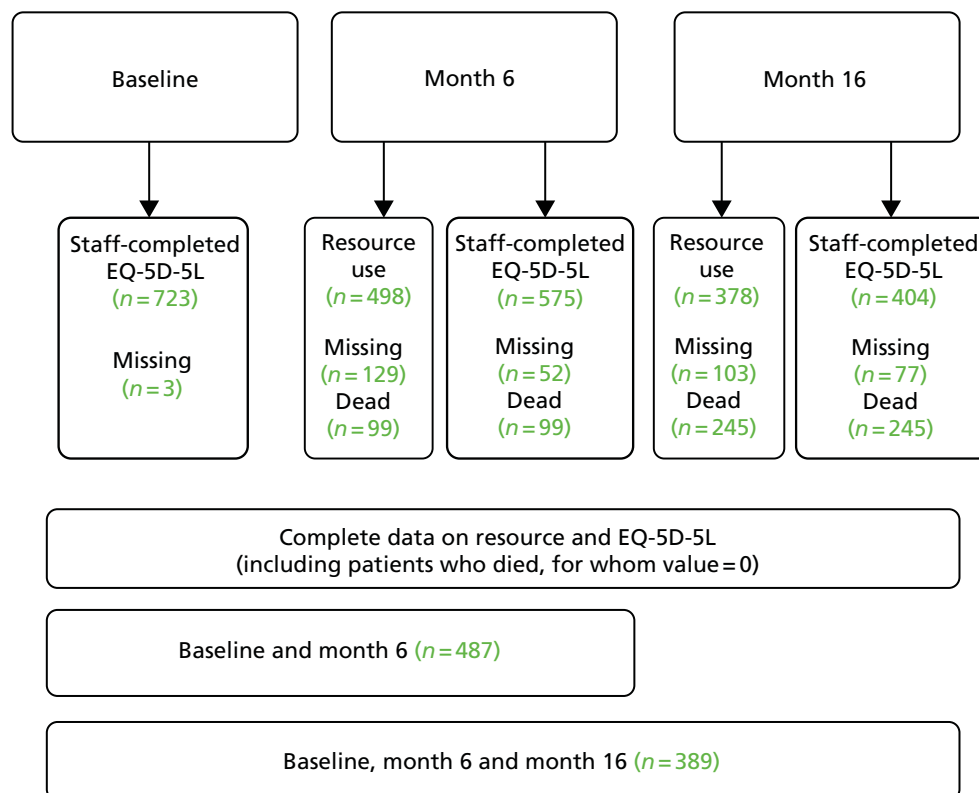 Baseline
Month 6
Month 16
Staff-completed
EQ-5D-5L
(n=723)
Missing
(n=3)
Resource
use
(n=498)
Missing
(n=129)
Dead
(n=99)
Staff-completed
EQ-5D-5L
(n=575)
Missing
(n=52)
Dead
(n=99)
Resource
use
(n=378)
Missing
(n=103)
Dead
(n=245)
Staff-completed
EQ-5D-5L
(n=404)
Missing
(n=77)
Dead
(n=245)
Complete data on resource and EQ-5D-5L
(including patients who died, for whom value=0)
Baseline and month 6 (n=487)
Baseline, month 6 and month 16 (n=389)